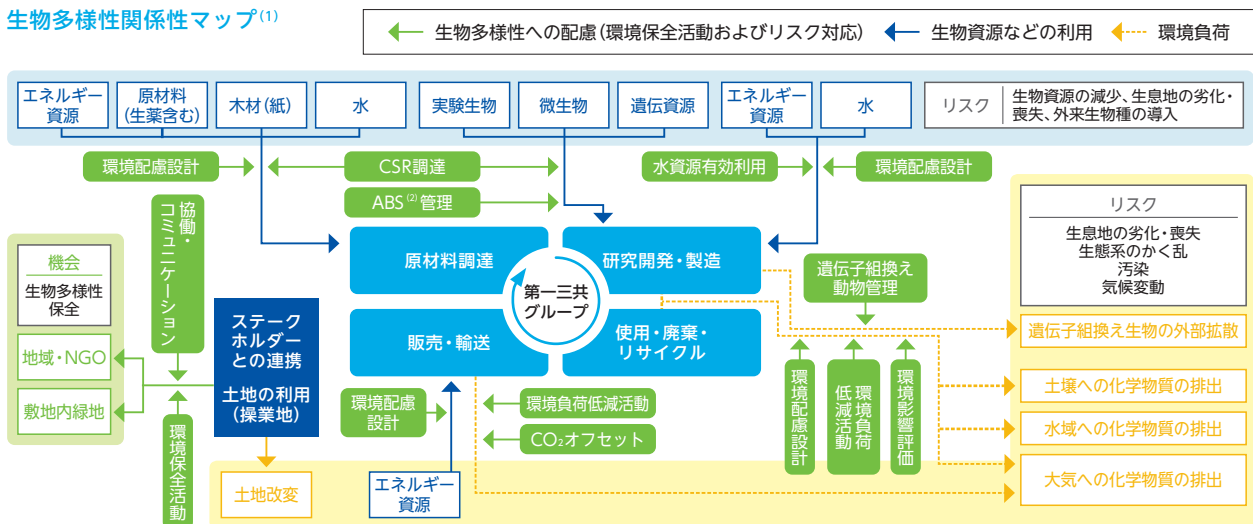 生物多様性関係性マップ(1)
生物多様性への配慮(環境保全活動およびリスク対応)
生物資源などの利用
環境負荷
エネルギー
資源
原材料
(生薬含む)
木材(紙)
水
実験生物
微生物
遺伝資源
エネルギー
資源
水
リスク
生物資源の減少、生息地の劣化・
喪失、外来生物種の導入
環境配慮設計
CSR調達
水資源有効利用
環境配慮設計
ABS(2)管理
協働・
コミュニケーション
機会
生物多様性
保全
地域・NGO
敷地内緑地
環境保全活動
ステーク
ホルダー
との連携
土地の利用
(操業地)
土地改変
原材料調達
研究開発・製造
第一三共
グループ
販売・輸送
使用・廃棄・
リサイクル
環境配慮
設計
環境負荷低減活動
CO₂オフセット
エネルギー
資源
遺伝子組換え
動物管理
環境配慮設計
環境負荷
低減活動
環境影響評価
リスク
生息地の劣化・喪失
生態系のかく乱
汚染
気候変動
遺伝子組換え生物の外部拡散
土壌への化学物質の排出
水域への化学物質の排出
大気への化学物質の排出